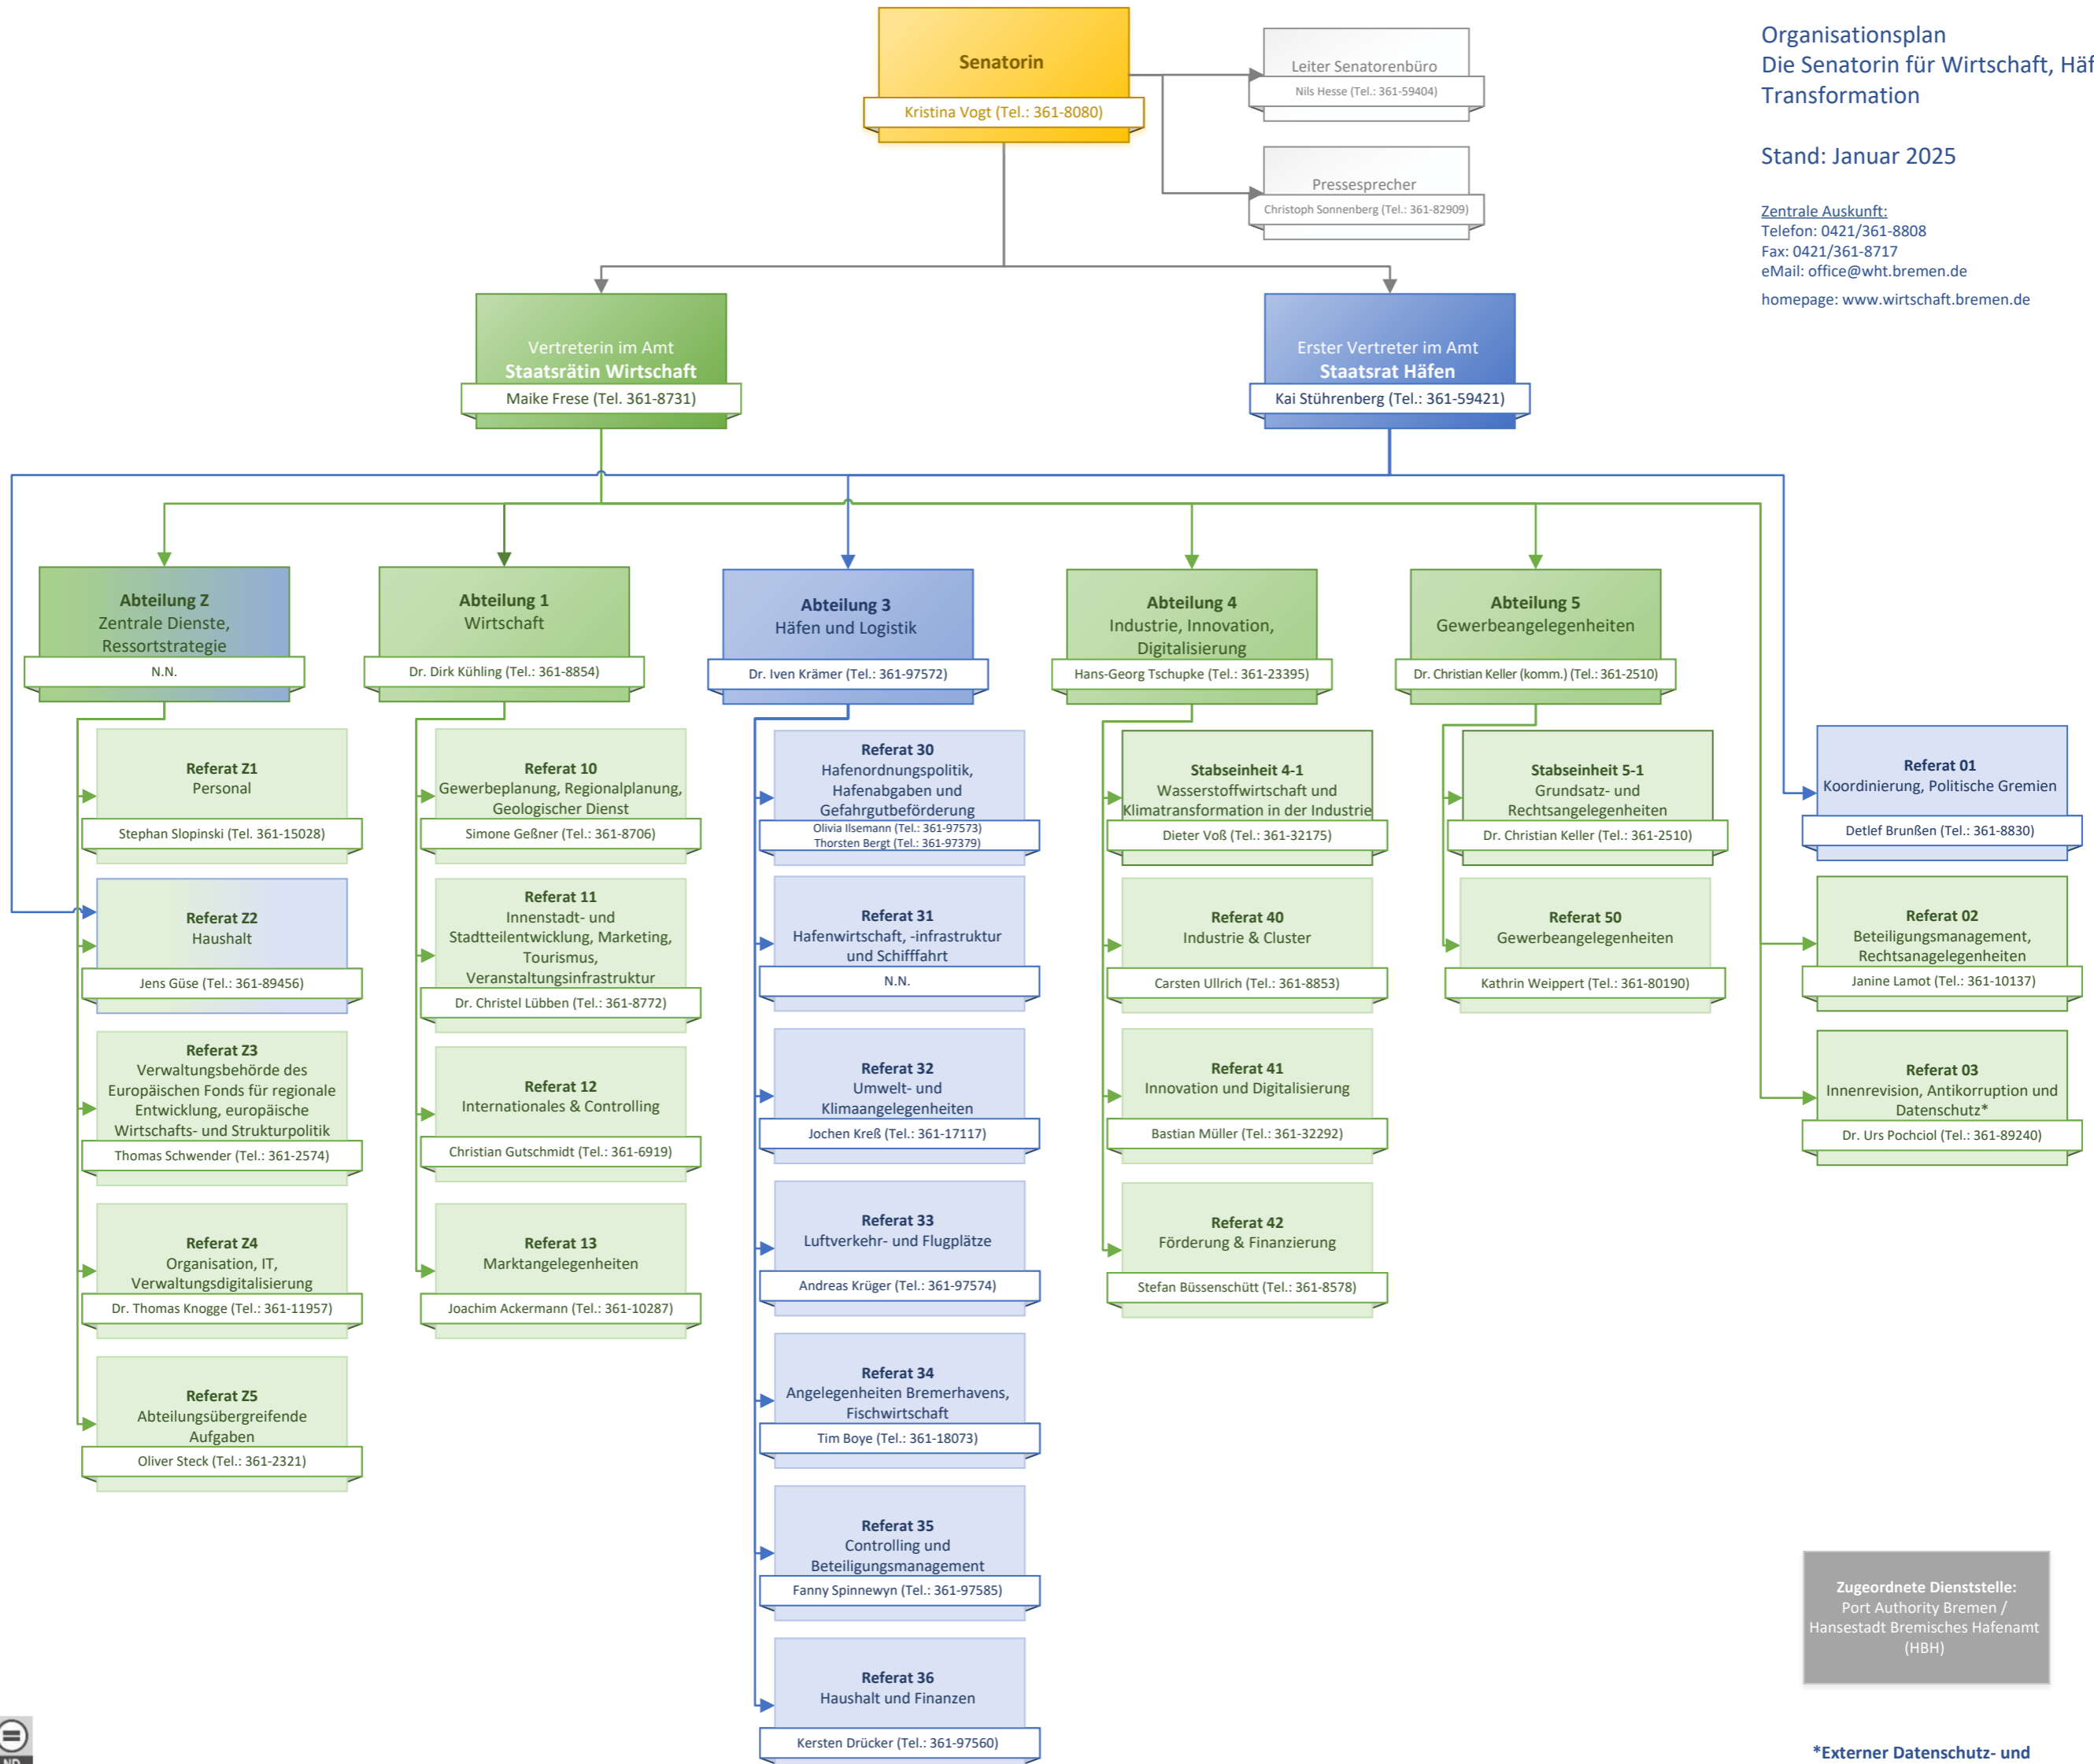 Organisationsplan
Die Senatorin für Wirtschaft, Häf
Transformation
Stand: Januar 2025
Zentrale Auskunft:
Telefon: 0421/361-8808
Fax: 0421/361-8717
eMail: office@wht.bremen.de
homepage: www.wirtschaft.bremen.de
Senatorin
Kristina Vogt (Tel.: 361-8080)
Leiter Senatorenbüro
Nils Hesse (Tel.: 361-59404)
Pressesprecher
Christoph Sonnenberg (Tel.: 361-82909)
Vertreterin im Amt
Staatsrätin Wirtschaft
Maike Frese (Tel. 361-8731)
Erster Vertreter im Amt
Staatsrat Häfen
Kai Stührenberg (Tel.: 361-59421)
Abteilung Z
Zentrale Dienste,
Ressortstrategie
N.N.
Referat Z1
Personal
Stephan Slopinski (Tel. 361-15028)
Referat Z2
Haushalt
Jens Güse (Tel.: 361-89456)
Referat Z3
Verwaltungsbehörde des
Europäischen Fonds für regionale
Entwicklung, europäische
Wirtschafts- und Strukturpolitik
Thomas Schwender (Tel.: 361-2574)
Referat Z4
Organisation, IT,
Verwaltungsdigitalisierung
Dr. Thomas Knogge (Tel.: 361-11957)
Referat Z5
Abteilungsübergreifende
Aufgaben
Oliver Steck (Tel.: 361-2321)
Abteilung 1
Wirtschaft
Dr. Dirk Kühling (Tel.: 361-8854)
Referat 10
Gewerbeplanung, Regionalplanung,
Geologischer Dienst
Simone Geßner (Tel.: 361-8706)
Referat 11
Innenstadt- und
Stadtteilentwicklung, Marketing,
Tourismus,
Veranstaltungsinfrastruktur
Dr. Christel Lübben (Tel.: 361-8772)
Referat 12
Internationales & Controlling
Christian Gutschmidt (Tel.: 361-6919)
Referat 13
Marktangelegenheiten
Joachim Ackermann (Tel.: 361-10287)
Abteilung 3
Häfen und Logistik
Dr. Iven Krämer (Tel.: 361-97572)
Referat 30
Hafenordnungspolitik,
Hafenabgaben und
Gefahrgutbeförderung
Olivia Ilsemann (Tel.: 361-97573)
Thorsten Bergt (Tel.: 361-97379)
Referat 31
Hafenwirtschaft, -infrastruktur
und Schifffahrt
N.N.
Referat 32
Umwelt- und
Klimaangelegenheiten
Jochen Kreß (Tel.: 361-17117)
Referat 33
Luftverkehr- und Flugplätze
Andreas Krüger (Tel.: 361-97574)
Referat 34
Angelegenheiten Bremerhavens,
Fischwirtschaft
Tim Boye (Tel.: 361-18073)
Referat 35
Controlling und
Beteiligungsmanagement
Fanny Spinnewyn (Tel.: 361-97585)
Referat 36
Haushalt und Finanzen
Kersten Drücker (Tel.: 361-97560)
Abteilung 4
Industrie, Innovation,
Digitalisierung
Hans-Georg Tschupke (Tel.: 361-23395)
Stabseinheit 4-1
Wasserstoffwirtschaft und
Klimatransformation in der Industrie
Dieter Voß (Tel.: 361-32175)
Referat 40
Industrie & Cluster
Carsten Ullrich (Tel.: 361-8853)
Referat 41
Innovation und Digitalisierung
Bastian Müller (Tel.: 361-32292)
Referat 42
Förderung & Finanzierung
Stefan Büssenschütt (Tel.: 361-8578)
Abteilung 5
Gewerbeangelegenheiten
Dr. Christian Keller (komm.) (Tel.: 361-2510)
Stabseinheit 5-1
Grundsatz- und
Rechtsangelegenheiten
Dr. Christian Keller (Tel.: 361-2510)
Referat 50
Gewerbeangelegenheiten
Kathrin Weippert (Tel.: 361-80190)
Referat 01
Koordinierung, Politische Gremien
Detlef Brunßen (Tel.: 361-8830)
Referat 02
Beteiligungsmanagement,
Rechtsanagelegenheiten
Janine Lamot (Tel.: 361-10137)
Referat 03
Innenrevision, Antikorruption und
Datenschutz*
Dr. Urs Pochciol (Tel.: 361-89240)
Zugeordnete Dienststelle:
Port Authority Bremen /
Hansestadt Bremisches Hafenamt
(HBH)
*Externer Datenschutz- und
ND